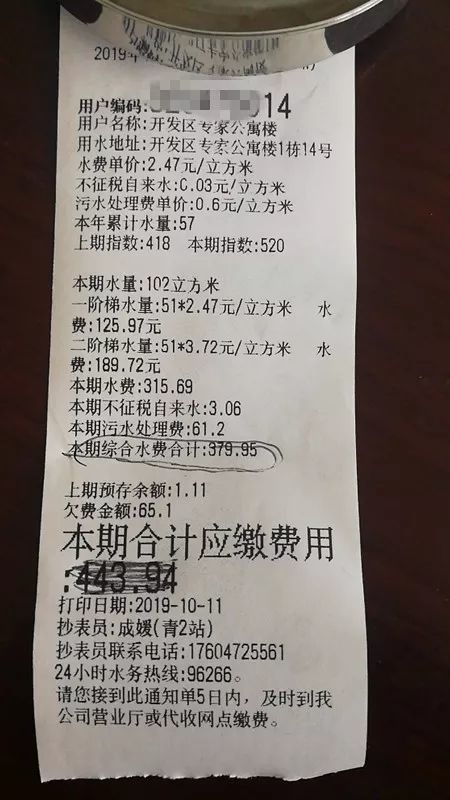 2019年
用户编码:
14
用户名称:开发区专家公寓楼
用水地址:开发区专家公寓楼1栋14号
水费单价:2.47元/立方米
不征税自来水:0.03元/立方米
污水处理费单价:0.6元/立方米
本年累计水量:57
上期指数:418 本期指数:520
本期水量:102立方米
一阶梯水量:51*2.47元/立方米 水
费:125.97元
二阶梯水量:51*3.72元/立方米 水
费:189.72元
本期水费:315.69
本期不征税自来水:3.06
本期污水处理费:61.2
本期综合水费合计:379.95
上期预存余额:1.11
欠费金额:65.1
本期合计应缴费用
:443.94
打印日期:2019-10-11
抄表员:成媛(青2站)
抄表员联系电话:17604725561
24小时水务热线:96266。
请您接到此通知单5日内，及时到我
公司营业厅或代收网点缴费。